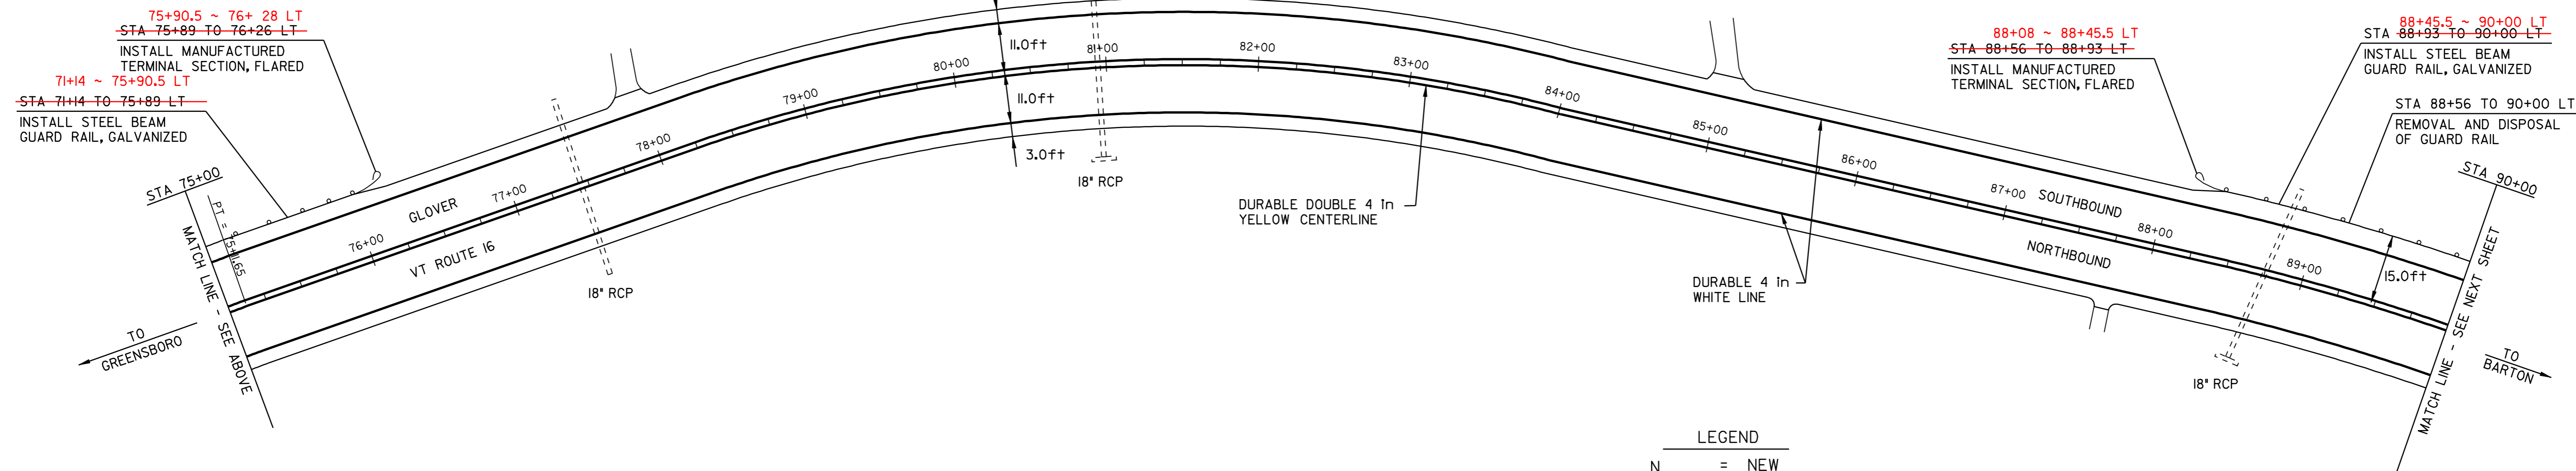 75+90.5 ~ 76+ 28 LT
STA 75+89 TO 76+26 LT
INSTALL MANUFACTURED
TERMINAL SECTION, FLARED
71+14 ~ 75+90.5 LT
STA 71+14 TO 75+89 LT
INSTALL STEEL BEAM
GUARD RAIL, GALVANIZED
88+08 ~ 88+45.5 LT
STA 88+56 TO 88+93 LT
INSTALL MANUFACTURED
TERMINAL SECTION, FLARED
88+45.5 ~ 90+00 LT
STA 88+93 TO 90+00 LT
INSTALL STEEL BEAM
GUARD RAIL, GALVANIZED
STA 88+56 TO 90+00 LT
REMOVAL AND DISPOSAL
OF GUARD RAIL
STA 75+00
PT = 75+11.65
MATCH LINE - SEE ABOVE
TO
GREENSBORO
GLOVER
VT ROUTE 16
76+00
77+00
78+00
79+00
80+00
81+00
82+00
83+00
84+00
85+00
86+00
87+00
88+00
89+00
11.0ft
11.0ft
3.0ft
18" RCP
18" RCP
DURABLE DOUBLE 4 in
YELLOW CENTERLINE
DURABLE 4 in
WHITE LINE
SOUTHBOUND
NORTHBOUND
15.0ft
18" RCP
STA 90+00
MATCH LINE - SEE NEXT SHEET
TO
BARTON
LEGEND
N = NEW